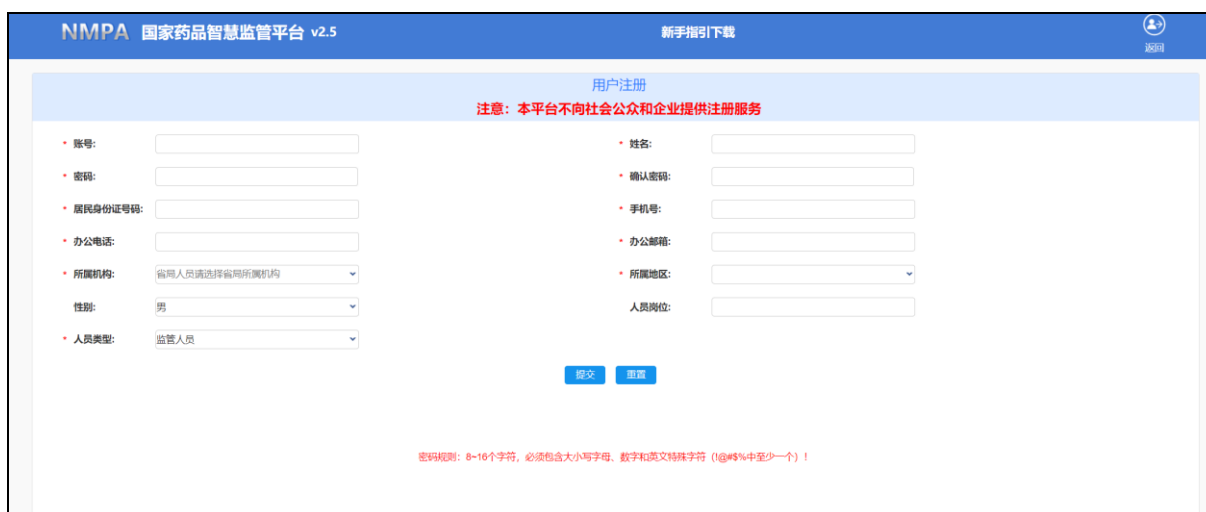 NMPA 国家药品智慧监管平台 v2.5 新手指引下载
返回
用户注册
注意：本平台不向社会公众和企业提供注册服务
* 账号: * 姓名:
* 密码: * 确认密码:
* 居民身份证号码: * 手机号:
* 办公电话: * 办公邮箱:
* 所属机构: 省局人员请选择省局所属机构 * 所属地区:
性别: 男 人员岗位:
* 人员类型: 监管人员
提交 重置
密码规则：8~16个字符，必须包含大小写字母、数字和英文特殊字符（!@#$%中至少一个）！